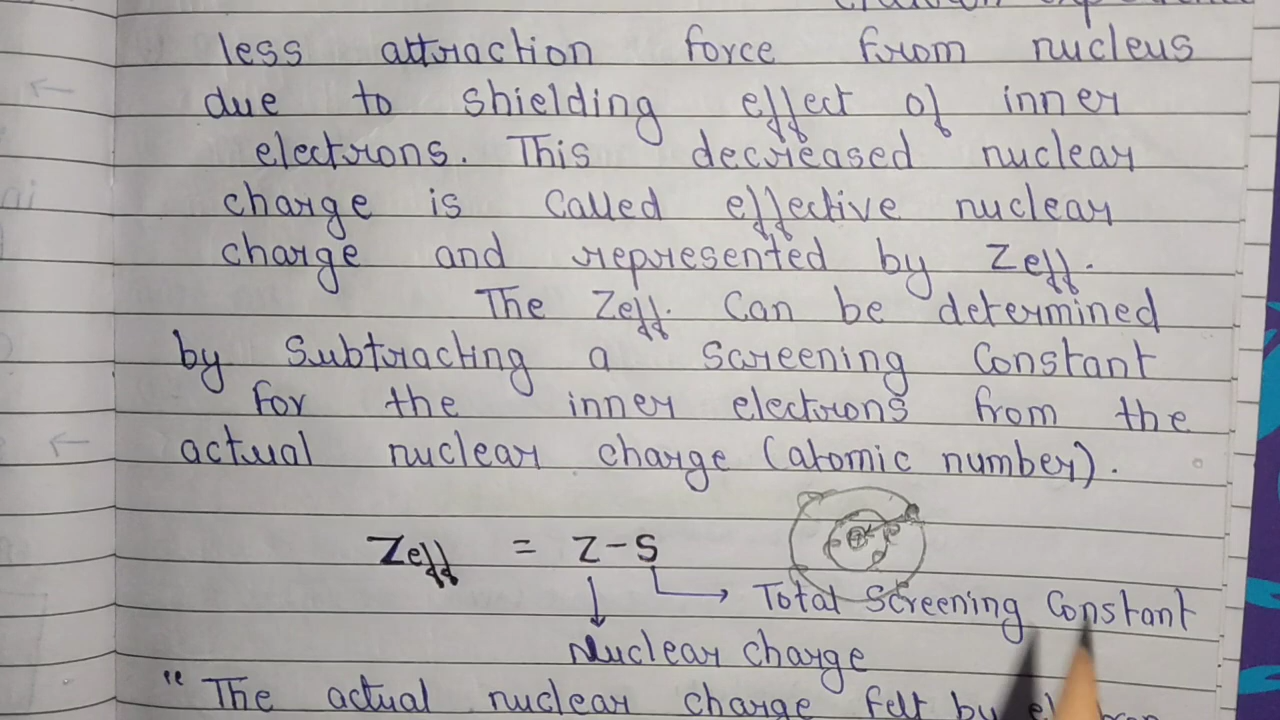 less attraction force from nucleus
due to shielding effect of inner
electrons. This decreased nuclear
charge is called effective nuclear
charge and represented by Zeff.
The Zeff. Can be determined
by Subtracting a Screening Constant
for the inner electrons from the
actual nuclear charge (atomic number).
Zeff = Z-S
Total Screening Constant
Nuclear charge
" The actual nuclear charge felt by